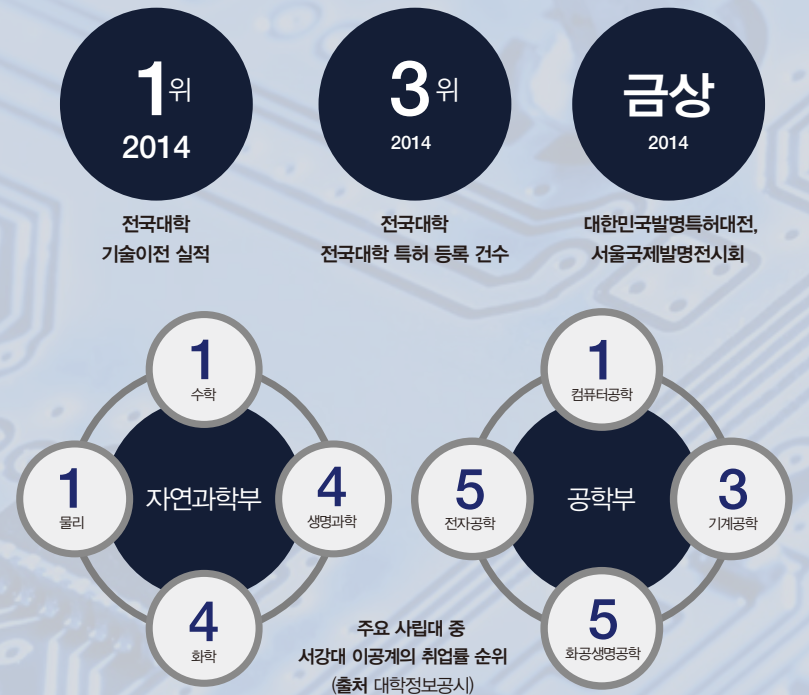 1위
2014
전국대학
기술이전 실적
3위
2014
전국대학
전국대학 특허 등록 건수
금상
2014
대한민국발명특허대전,
서울국제발명전시회
자연과학부
1
수학
1
물리
4
생명과학
4
화학
공학부
1
컴퓨터공학
5
전자공학
3
기계공학
5
화공생명공학
주요 사립대 중
서강대 이공계의 취업률 순위
(출처 대학정보공시)